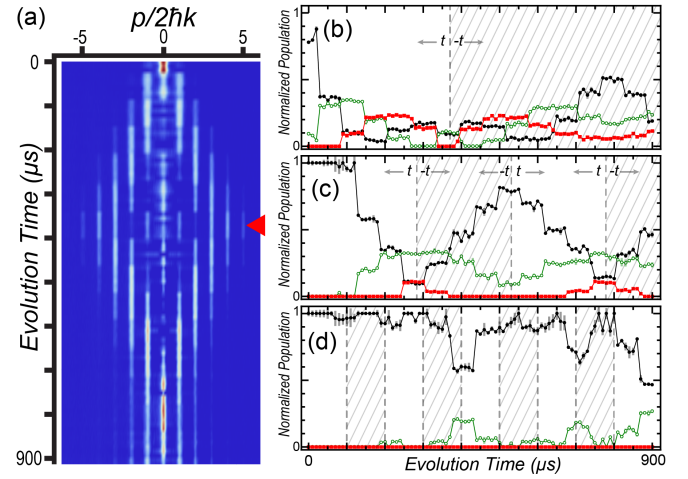 (a)
p/2ħk
-5
0
5
0
900
Evolution Time (µs)
(b)
Normalized Population
1
0
t
-t
(c)
Normalized Population
1
0
t
-t
-t
t
t
-t
(d)
Normalized Population
1
0
0
900
Evolution Time (µs)